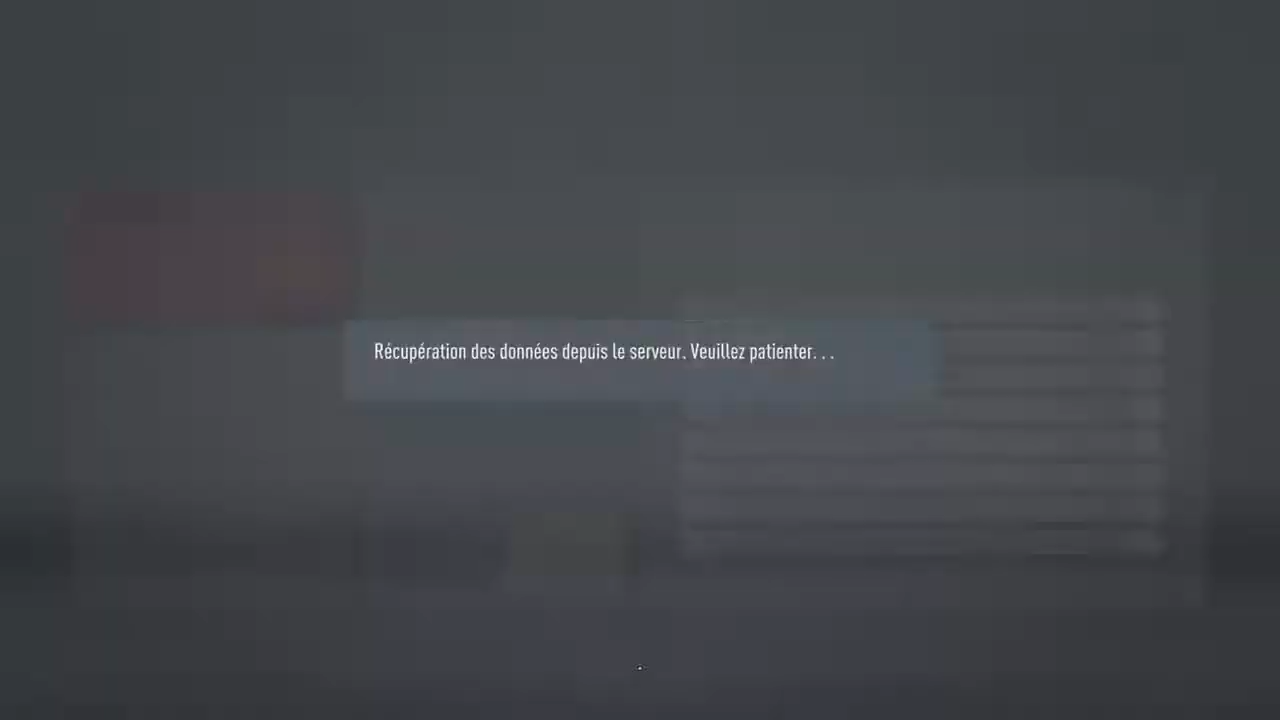 Récupération des données depuis le serveur. Veuillez patienter. . .